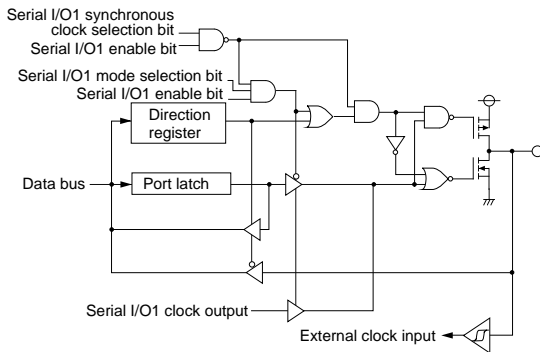 Serial I/O1 synchronous
clock selection bit
Serial I/O1 enable bit
Serial I/O1 mode selection bit
Serial I/O1 enable bit
Direction
register
Data bus
Port latch
Serial I/O1 clock output
External clock input